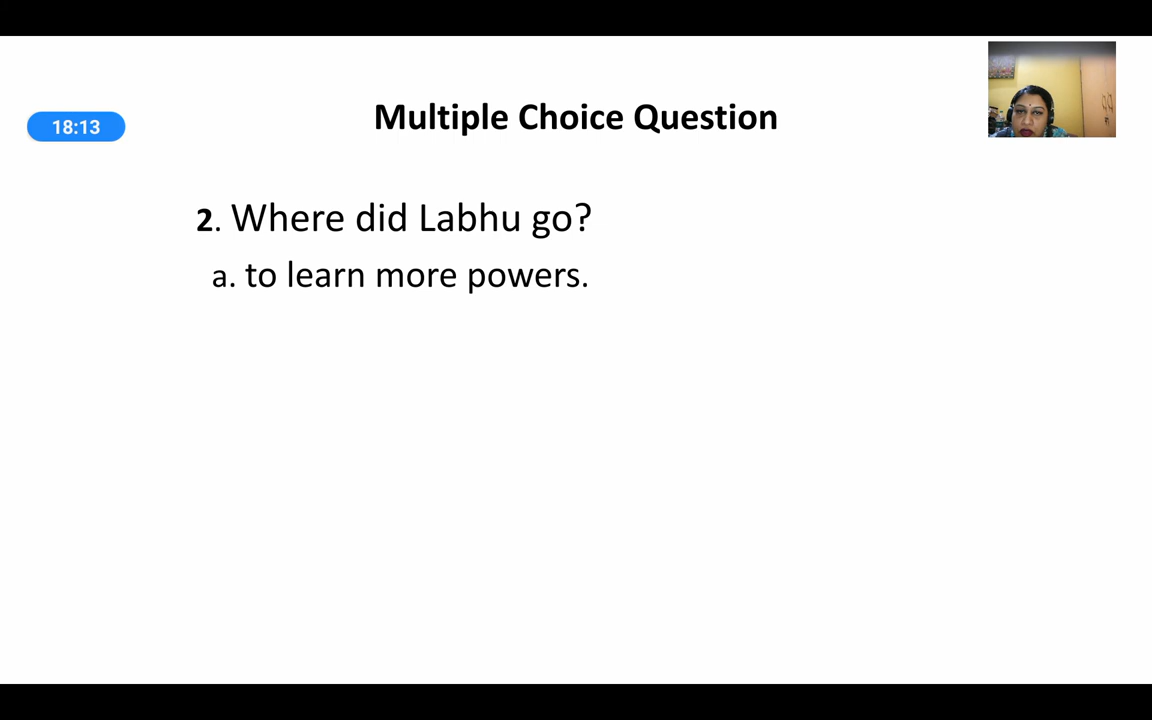 Multiple Choice Question
18:13
2. Where did Labhu go?
a. to learn more powers.